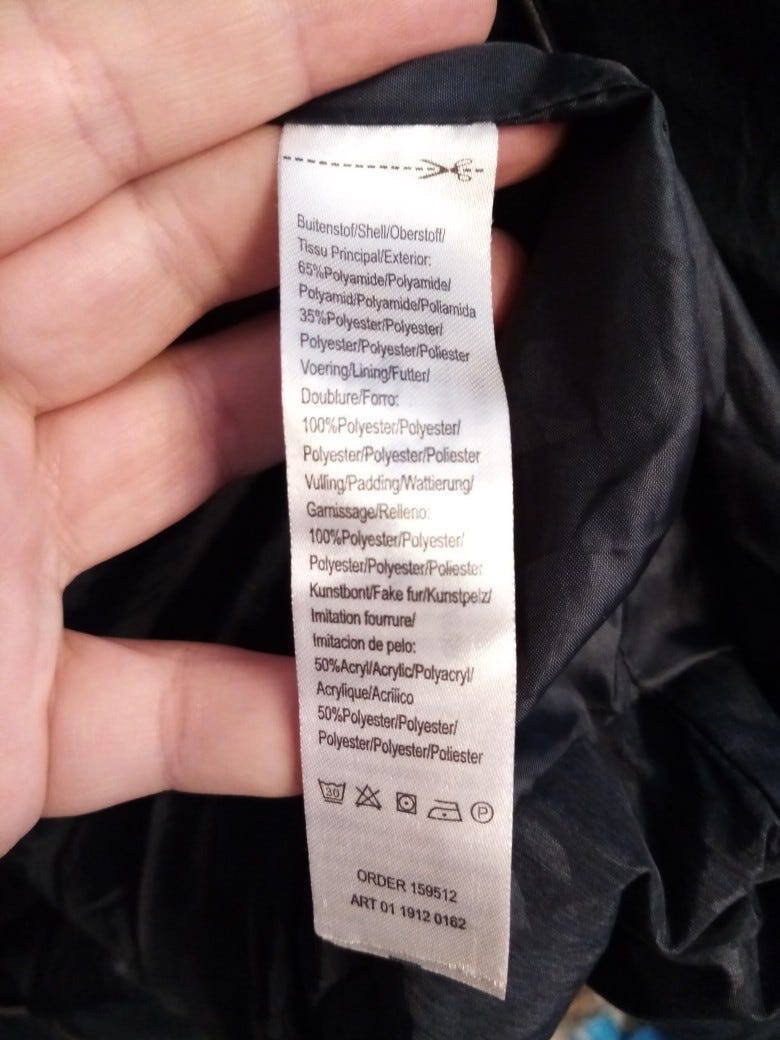 Buitenstof/Shell/Oberstoff/
Tissu Principal/Exterior:
65%Polyamide/Polyamide/
Polyamid/Polyamide/Poliamida
35%Polyester/Polyester/
Polyester/Polyester/Poliester
Voering/Lining/Futter/
Doublure/Forro:
100%Polyester/Polyester/
Polyester/Polyester/Poliester
Vulling/Padding/Wattierung/
Garnissage/Relleno:
100%Polyester/Polyester/
Polyester/Polyester/Poliester
Kunstbont/Fake fur/Kunstpelz/
Imitation fourrure/
Imitacion de pelo:
50%Acryl/Acrylic/Polyacryl/
Acrylique/Acrilico
50%Polyester/Polyester/
Polyester/Polyester/Poliester
30 P
ORDER 159512
ART 01 1912 0162